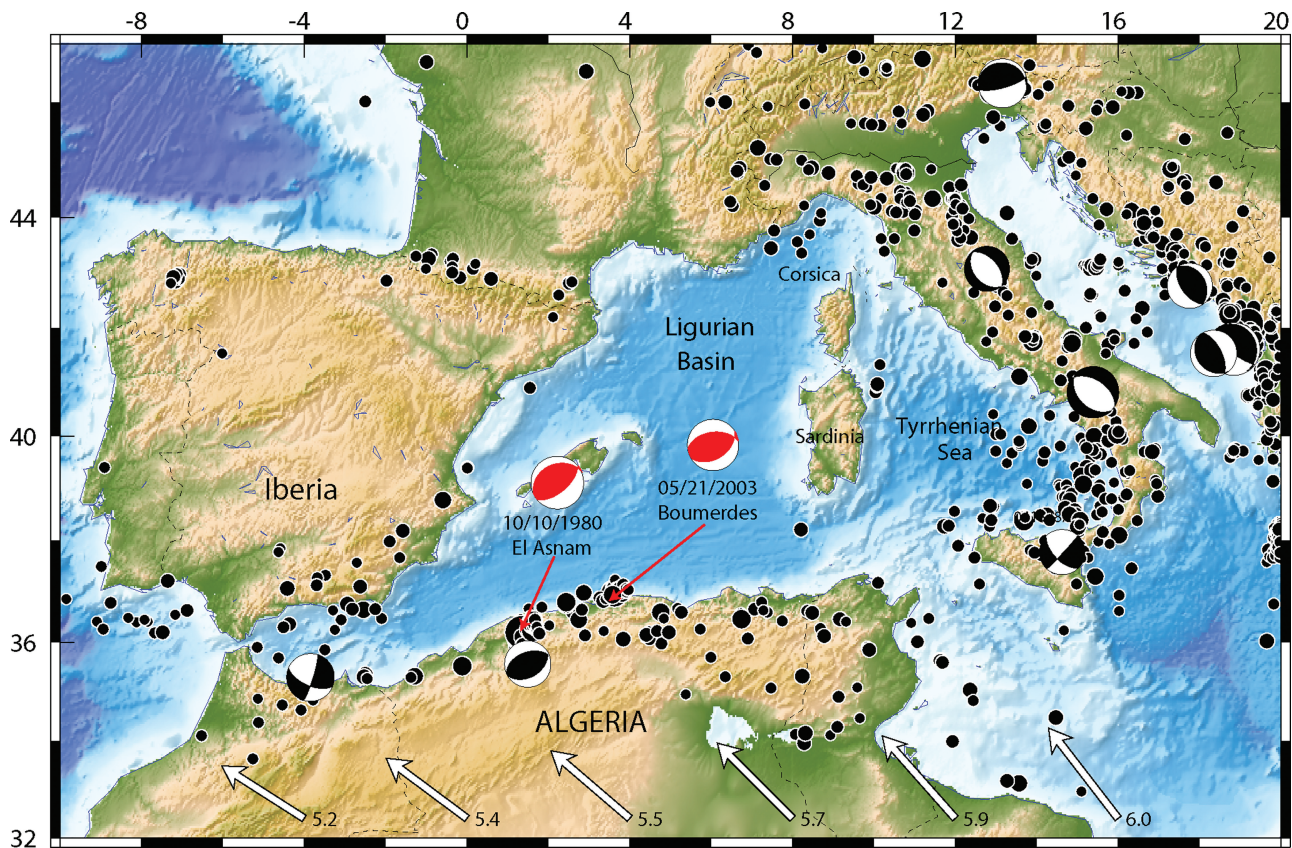 -8 -4 0 4 8 12 16 20
44
Corsica
Ligurian
Basin
Tyrrhenian
Sea
40
Sardinia
Iberia
05/21/2003
Boumerdes
10/10/1980
El Asnam
36
ALGERIA
5.2 5.4 5.5 5.7 5.9 6.0
32